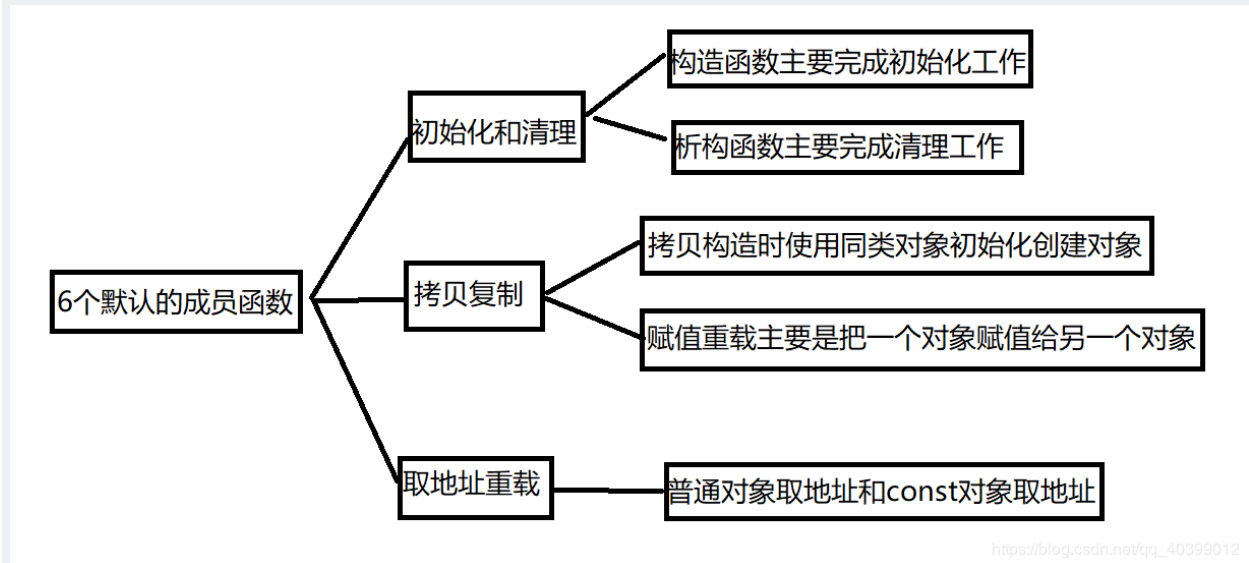 构造函数主要完成初始化工作
初始化和清理
析构函数主要完成清理工作
拷贝构造时使用同类对象初始化创建对象
6个默认的成员函数
拷贝复制
赋值重载主要是把一个对象赋值给另一个对象
取地址重载
普通对象取地址和const对象取地址
https://blog.csdn.net/qq_40399012